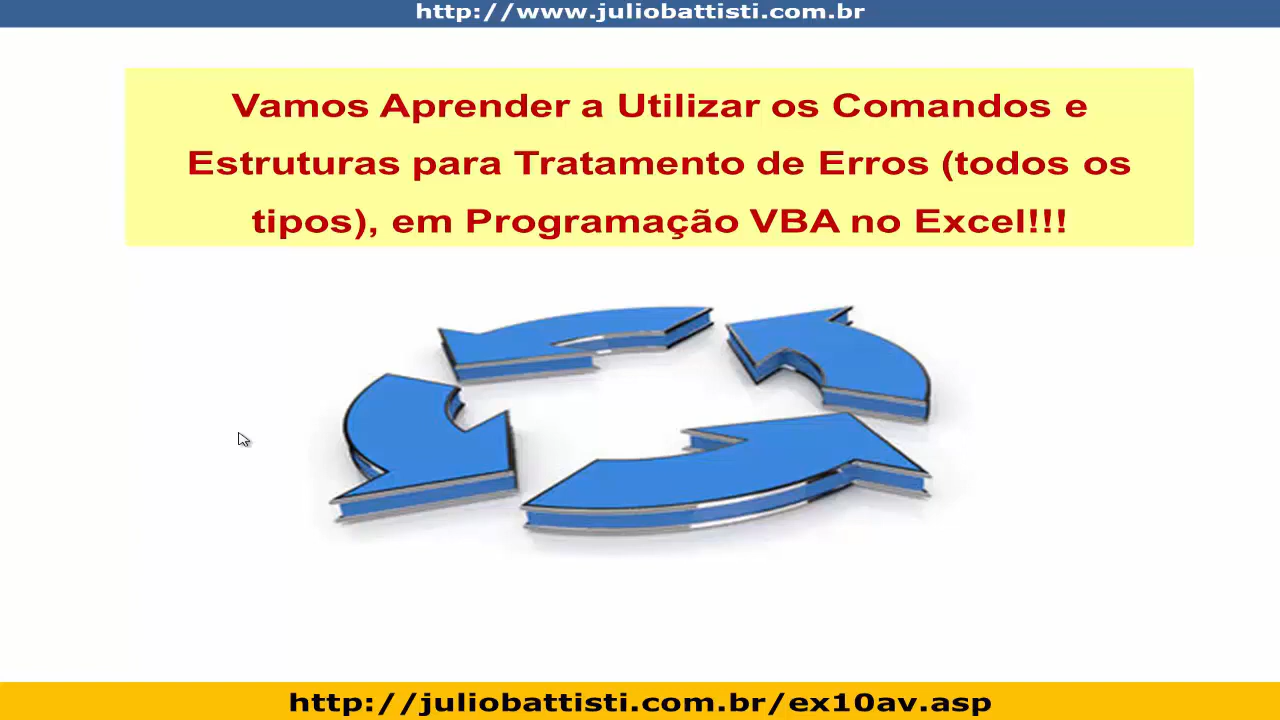 http://www.juliobattisti.com.br
Vamos Aprender a Utilizar os Comandos e
Estruturas para Tratamento de Erros (todos os
tipos), em Programação VBA no Excel!!!
http://juliobattisti.com.br/ex10av.asp